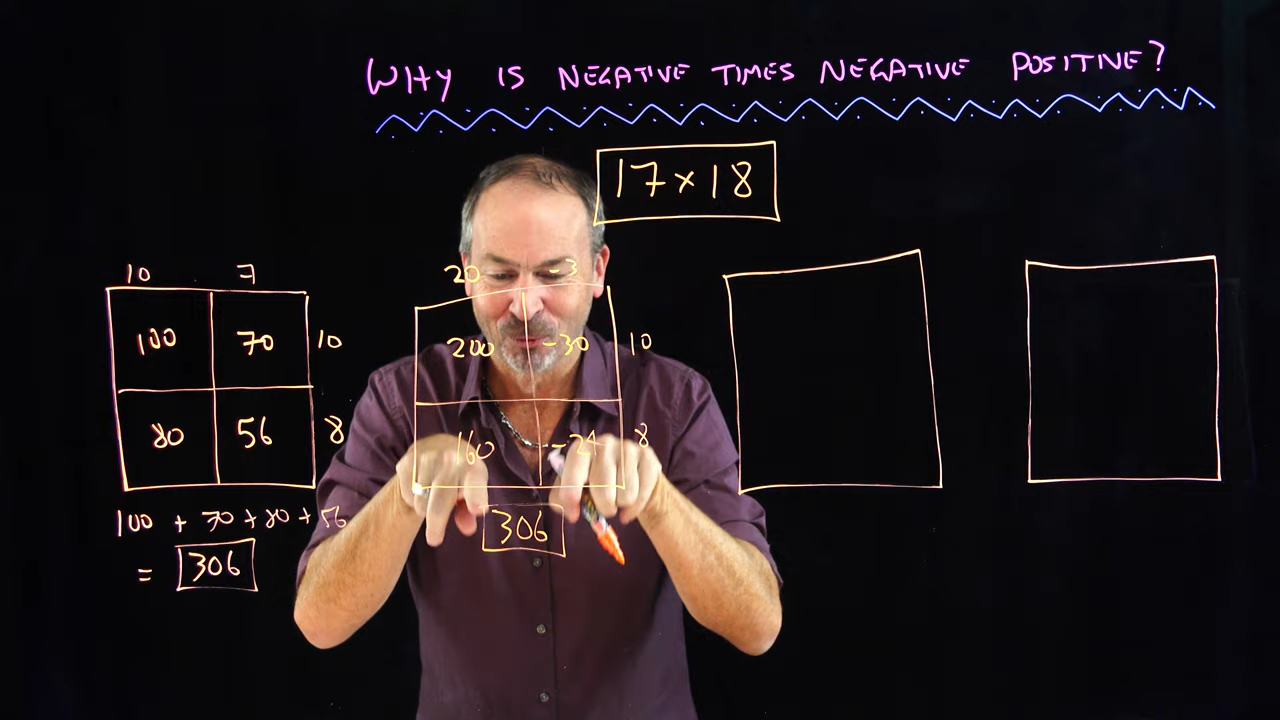 WHY IS NEGATIVE TIMES NEGATIVE POSITIVE?
17×18
10 7
100 70 10
80 56 8
100 + 70 + 80 + 56
= 306
20 -3
200 -30 10
160 -24 8
306